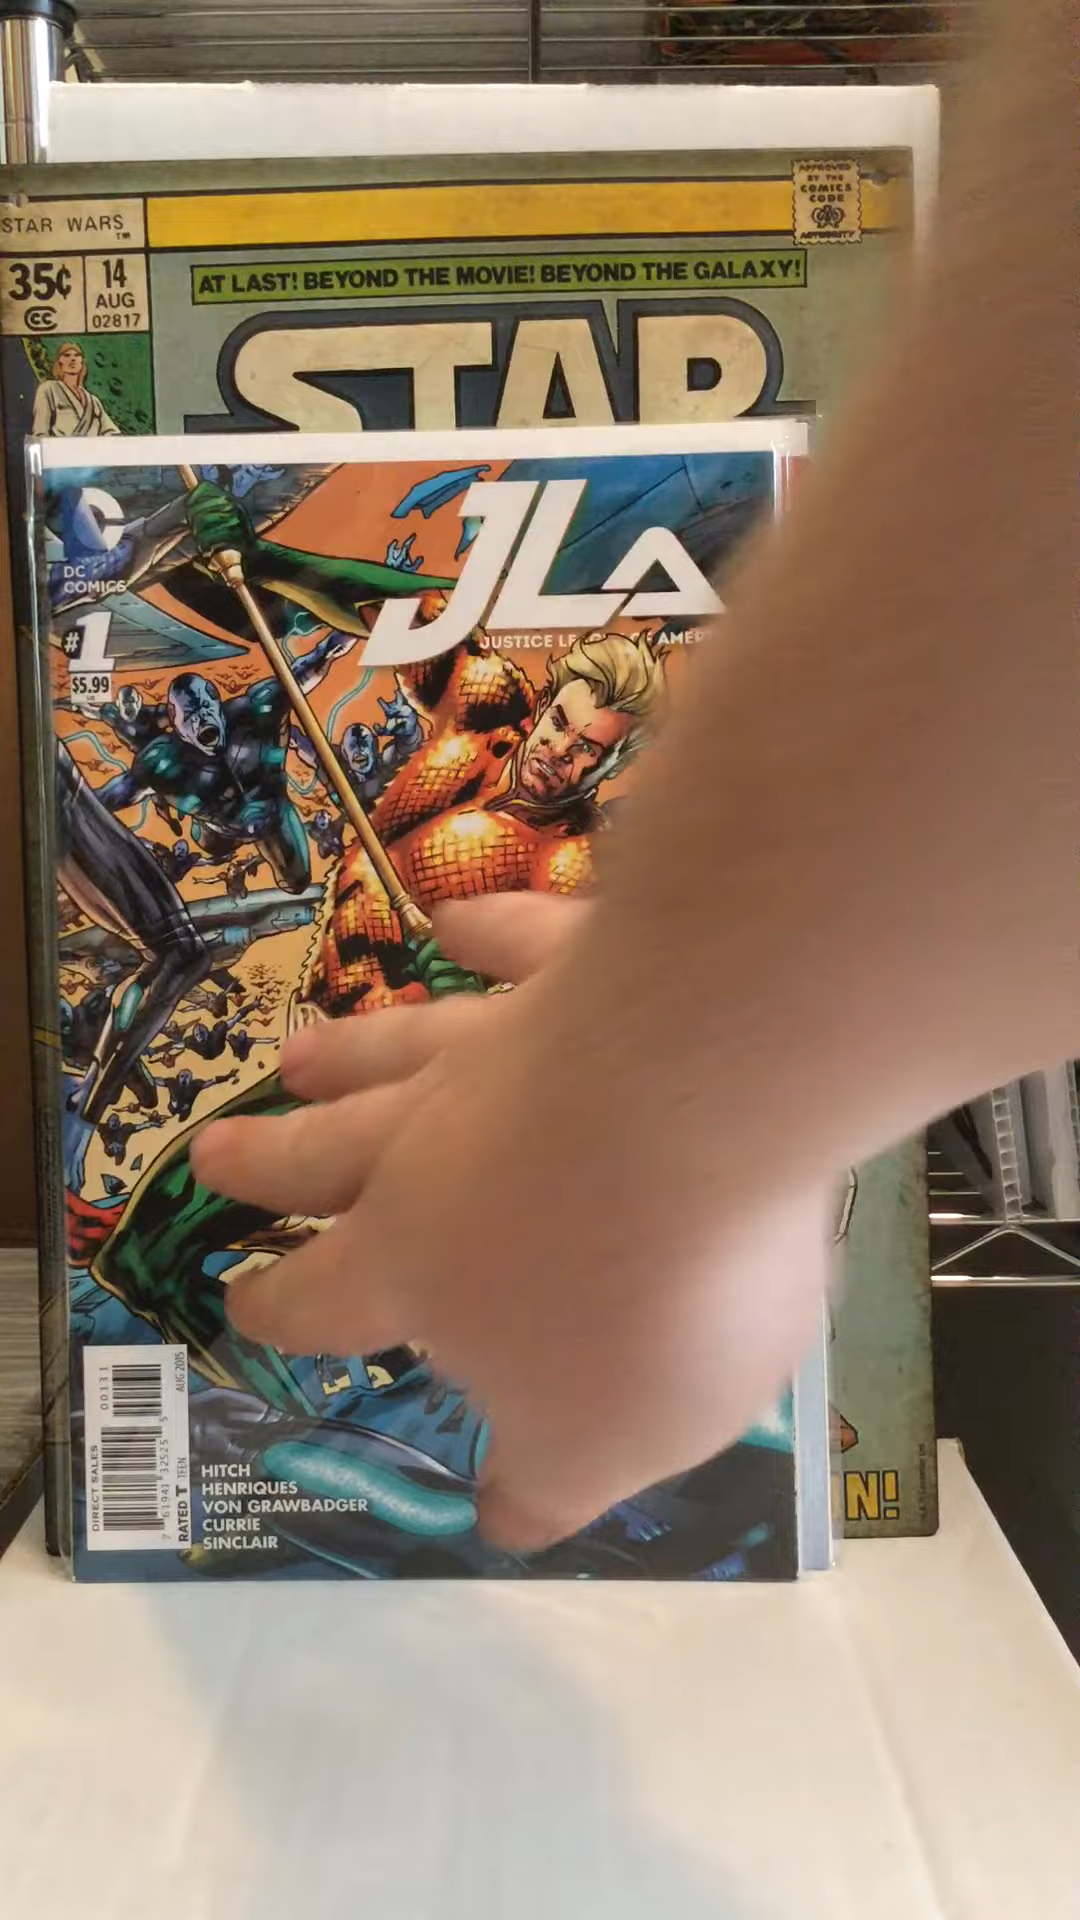 STAR WARS
TM
35¢
CC
14
AUG
02817
APPROVED
BY THE
COMICS
CODE
AUTHORITY
AT LAST! BEYOND THE MOVIE! BEYOND THE GALAXY!
STAR
DC
COMICS
JLA
JUSTICE LEAGUE OF AMER
#1
$5.99
DIRECT SALES
00131
7 61941 32525 5
AUG 2015
RATED T TEEN
HITCH
HENRIQUES
VON GRAWBADGER
CURRIE
SINCLAIR
N!